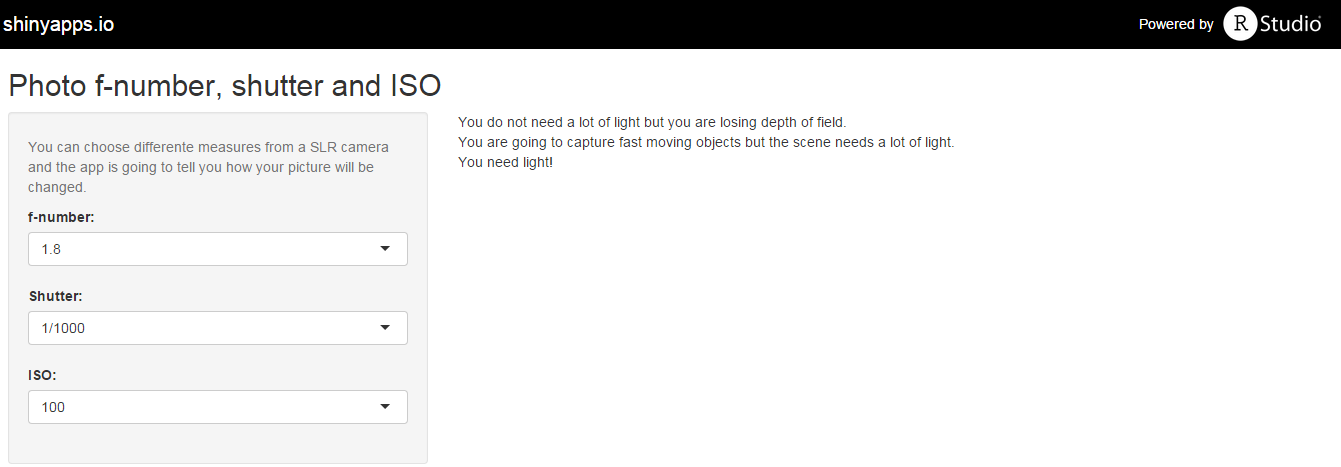 shinyapps.io
Powered by R Studio
Photo f-number, shutter and ISO
You can choose differente measures from a SLR camera
and the app is going to tell you how your picture will be
changed.
f-number:
1.8
Shutter:
1/1000
ISO:
100
You do not need a lot of light but you are losing depth of field.
You are going to capture fast moving objects but the scene needs a lot of light.
You need light!